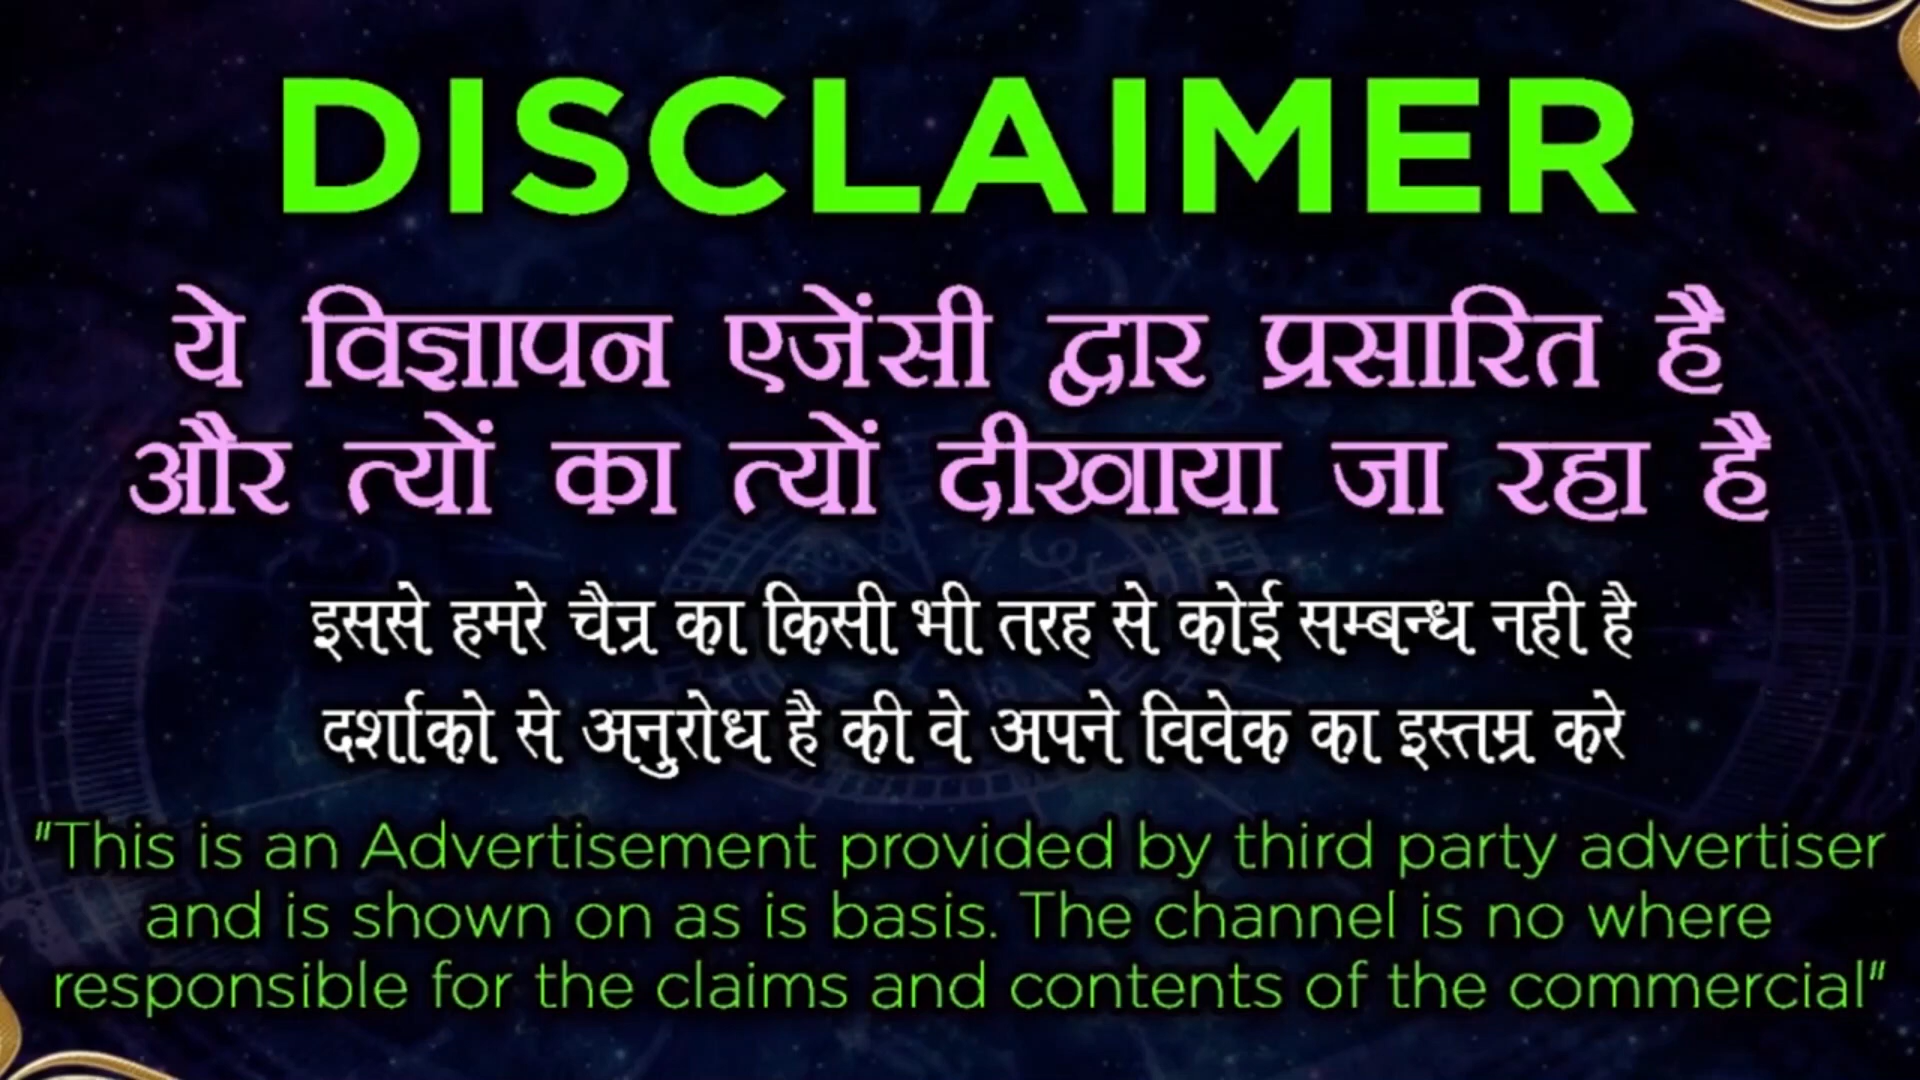 DISCLAIMER
ये विज्ञापन एजेंसी द्वार प्रसारित है
और त्यों का त्यों दीखाया जा रहा है
इससे हमरे चैन्र का किसी भी तरह से कोई सम्बन्ध नही है
दर्शाको से अनुरोध है की वे अपने विवेक का इस्तम्र करे
"This is an Advertisement provided by third party advertiser
and is shown on as is basis. The channel is no where
responsible for the claims and contents of the commercial"